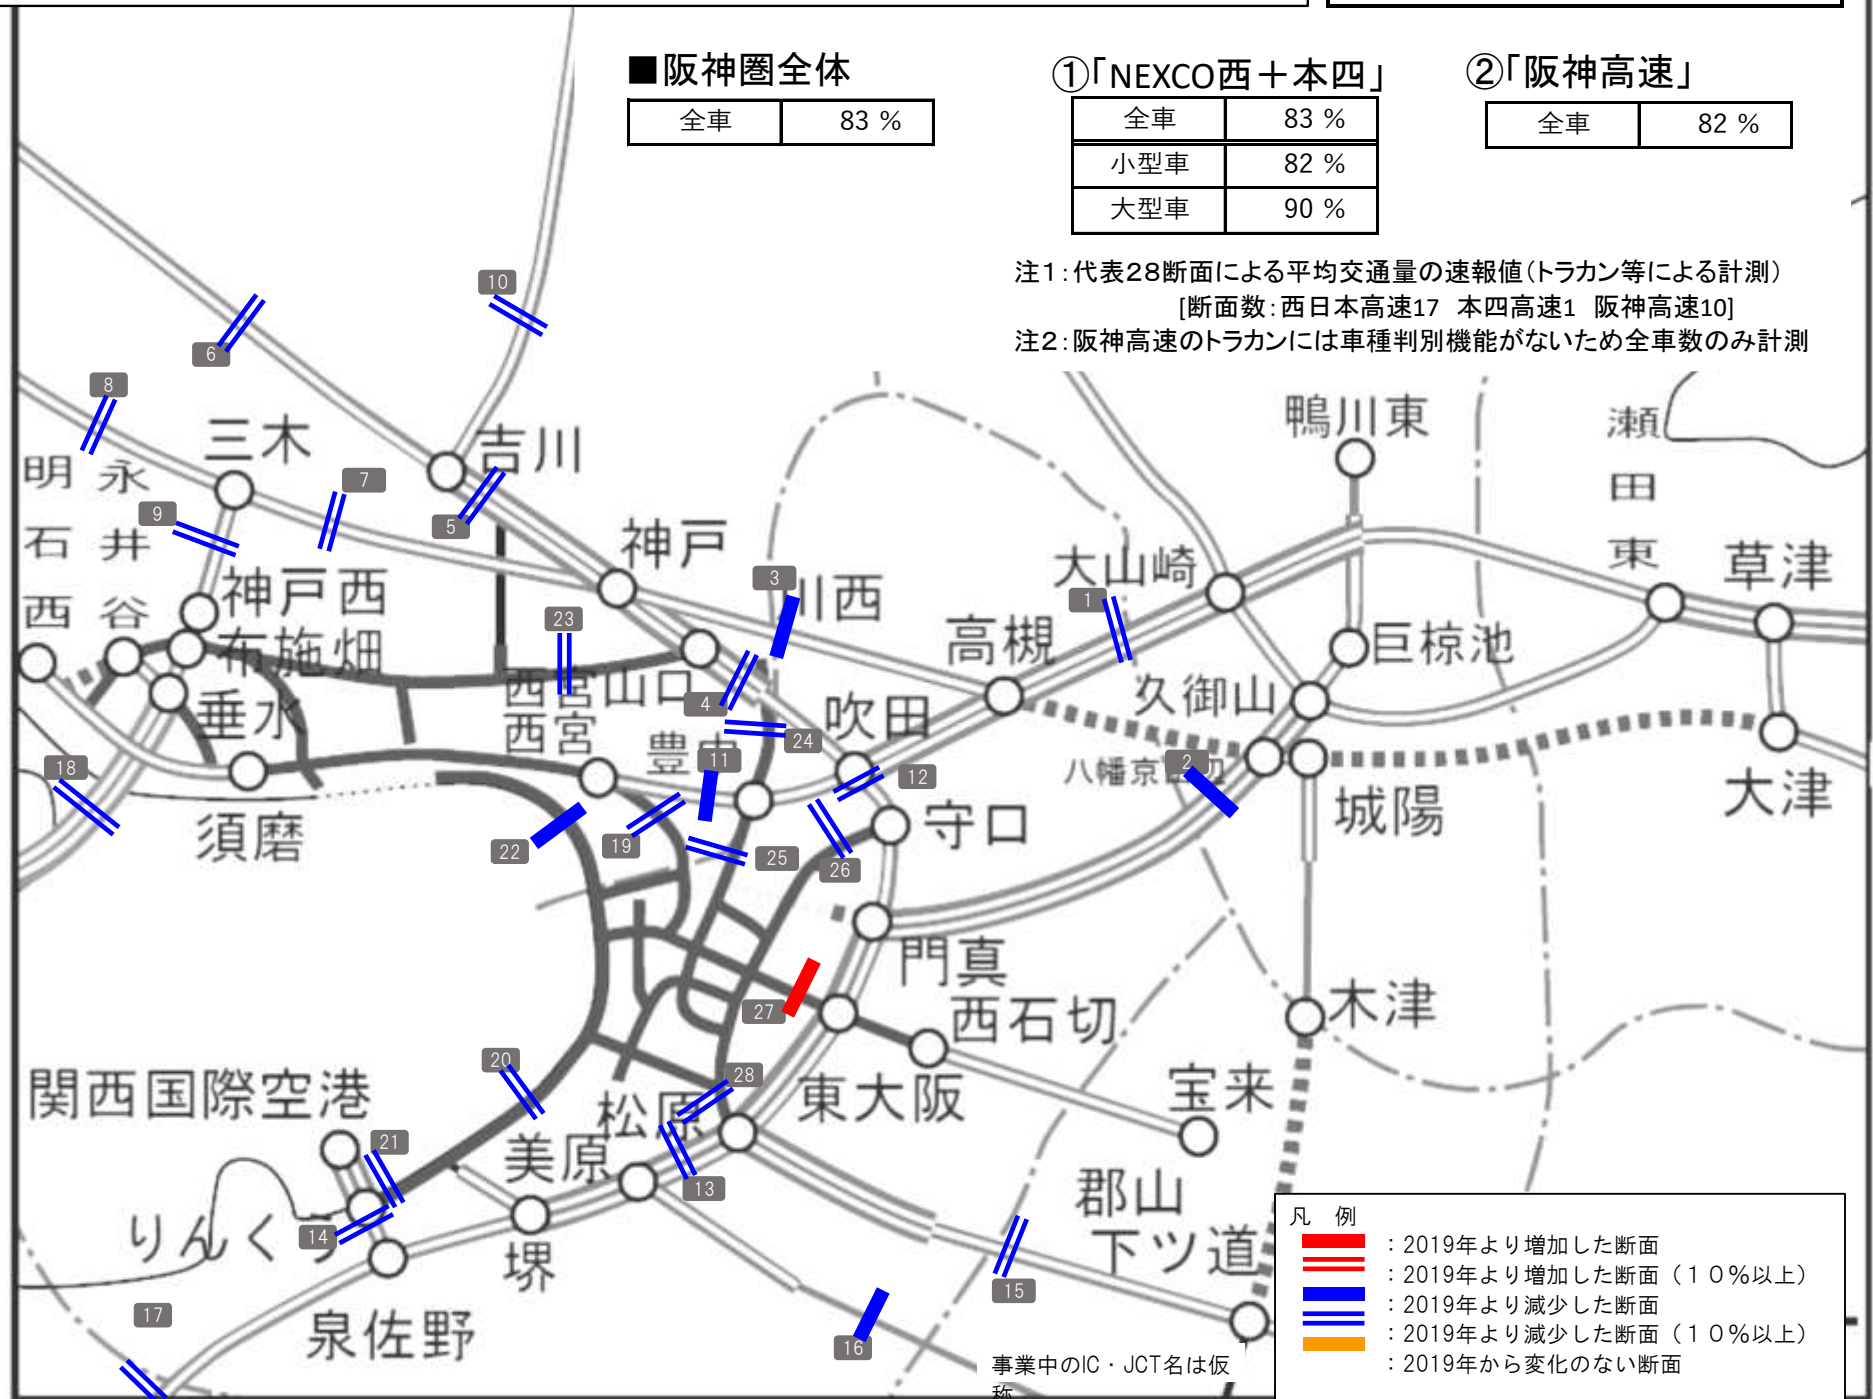 ■阪神圏全体
全車 83 %
①「NEXCO西＋本四」
全車 83 %
小型車 82 %
大型車 90 %
②「阪神高速」
全車 82 %
注1：代表28断面による平均交通量の速報値（トラカン等による計測）
[断面数：西日本高速17 本四高速1 阪神高速10]
注2：阪神高速のトラカンには車種判別機能がないため全車数のみ計測
10
6
8
三木
吉川
鴨川東
瀬田東
明石西
永井谷
7
9
5
神戸
3
川西
大山崎
1
草津
神戸西
布施畑
23
高槻
巨椋池
西宮山口
4
久御山
垂水
西宮
吹田
24
豊中
11
12
八幡京田辺
2
18
大津
須磨
守口
城陽
22
19
25
26
門真
27
西石切
木津
20
28
関西国際空港
松原
東大阪
宝来
21
美原
13
郡山
下ツ道
14
りんくう
堺
15
17
泉佐野
16
事業中のIC・JCT名は仮
称
凡 例
：2019年より増加した断面
：2019年より増加した断面（１０％以上）
：2019年より減少した断面
：2019年より減少した断面（１０％以上）
：2019年から変化のない断面